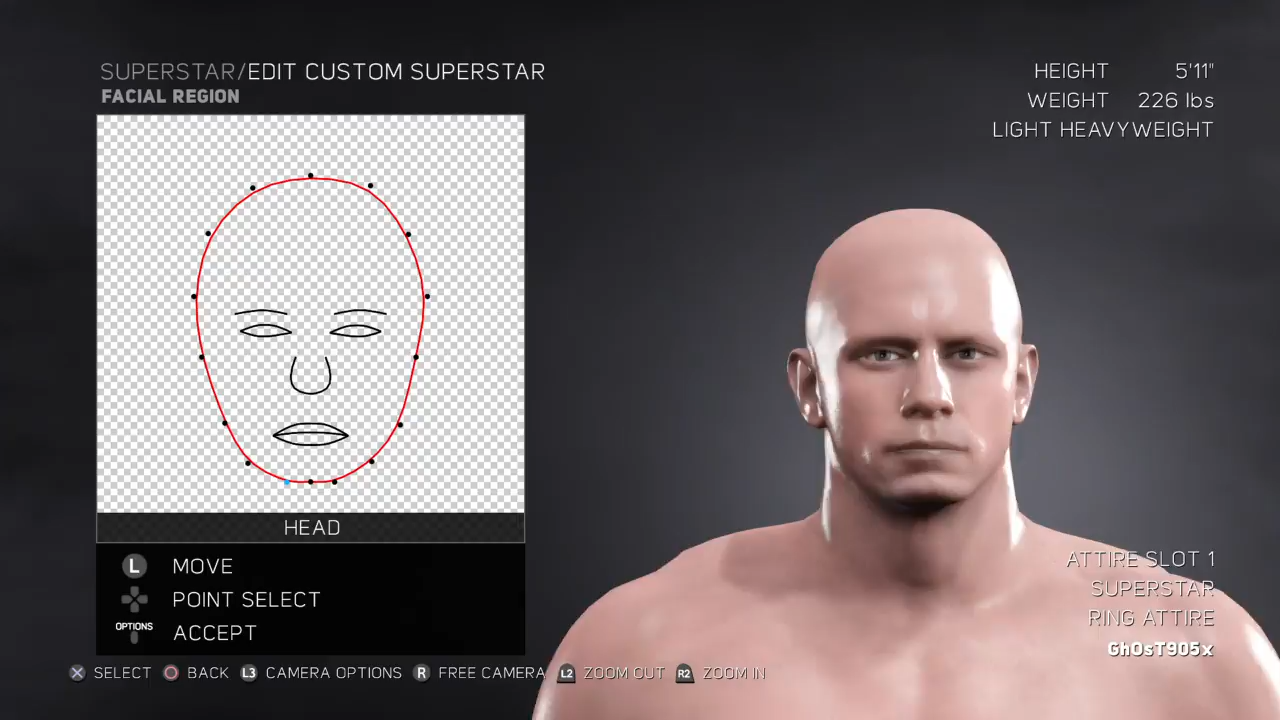 SUPERSTAR/EDIT CUSTOM SUPERSTAR
FACIAL REGION
HEIGHT 5'11"
WEIGHT 226 lbs
LIGHT HEAVYWEIGHT
HEAD
L MOVE
POINT SELECT
OPTIONS ACCEPT
ATTIRE SLOT 1
SUPERSTAR
RING ATTIRE
GhOsT905x
SELECT BACK L3 CAMERA OPTIONS R FREE CAMERA L2 ZOOM OUT R2 ZOOM IN